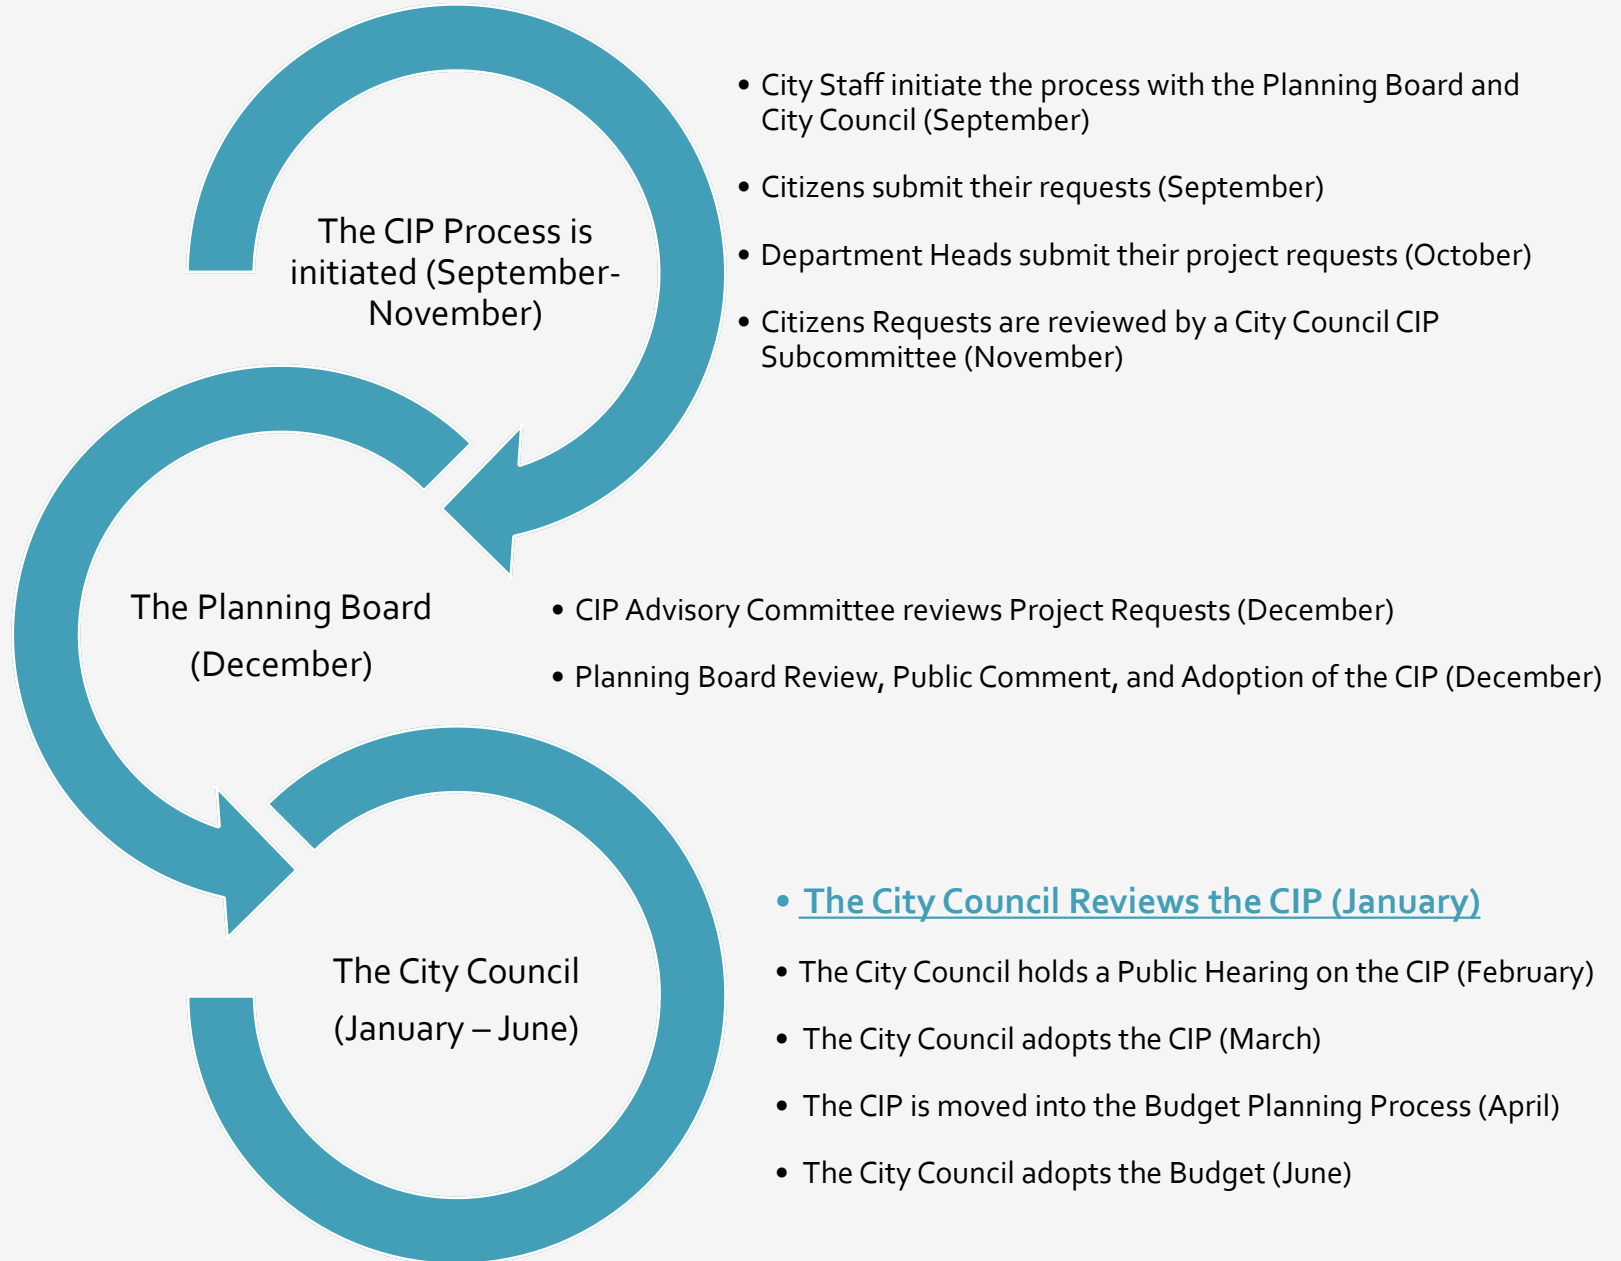 The CIP Process is
initiated (September-
November)
• City Staff initiate the process with the Planning Board and
City Council (September)
• Citizens submit their requests (September)
• Department Heads submit their project requests (October)
• Citizens Requests are reviewed by a City Council CIP
Subcommittee (November)
The Planning Board
(December)
• CIP Advisory Committee reviews Project Requests (December)
• Planning Board Review, Public Comment, and Adoption of the CIP (December)
The City Council
(January – June)
• The City Council Reviews the CIP (January)
• The City Council holds a Public Hearing on the CIP (February)
• The City Council adopts the CIP (March)
• The CIP is moved into the Budget Planning Process (April)
• The City Council adopts the Budget (June)